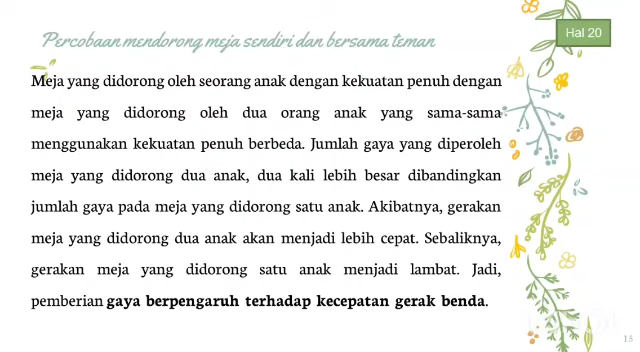 Hal 20
Percobaan mendorong meja sendiri dan bersama teman
Meja yang didorong oleh seorang anak dengan kekuatan penuh dengan
meja yang didorong oleh dua orang anak yang sama-sama
menggunakan kekuatan penuh berbeda. Jumlah gaya yang diperoleh
meja yang didorong dua anak, dua kali lebih besar dibandingkan
jumlah gaya pada meja yang didorong satu anak. Akibatnya, gerakan
meja yang didorong dua anak akan menjadi lebih cepat. Sebaliknya,
gerakan meja yang didorong satu anak menjadi lambat. Jadi,
pemberian gaya berpengaruh terhadap kecepatan gerak benda.
13